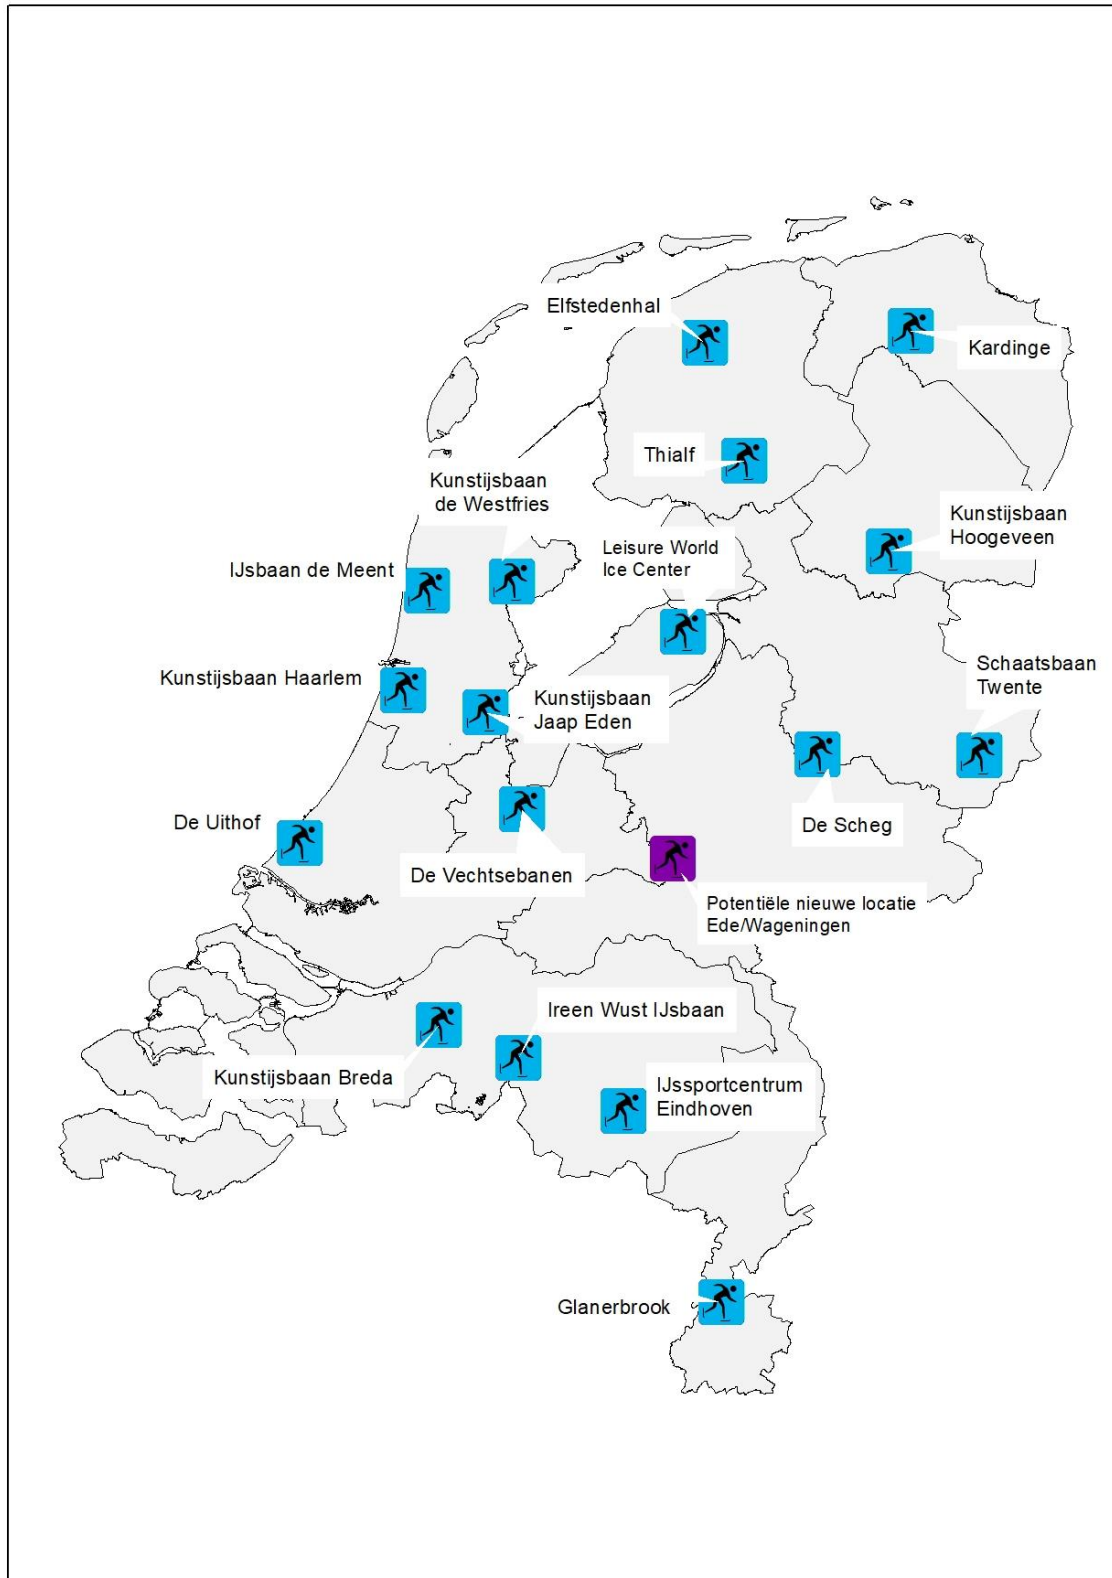 Elfstedenhal
Kardinge
Thialf
Kunstijsbaan
de Westfries
Kunstijsbaan
Hoogeveen
Leisure World
Ice Center
IJsbaan de Meent
Kunstijsbaan Haarlem
Schaatsbaan
Twente
Kunstijsbaan
Jaap Eden
De Uithof
De Scheg
De Vechtsebanen
Potentiële nieuwe locatie
Ede/Wageningen
Ireen Wust IJsbaan
Kunstijsbaan Breda
IJssportcentrum
Eindhoven
Glanerbrook